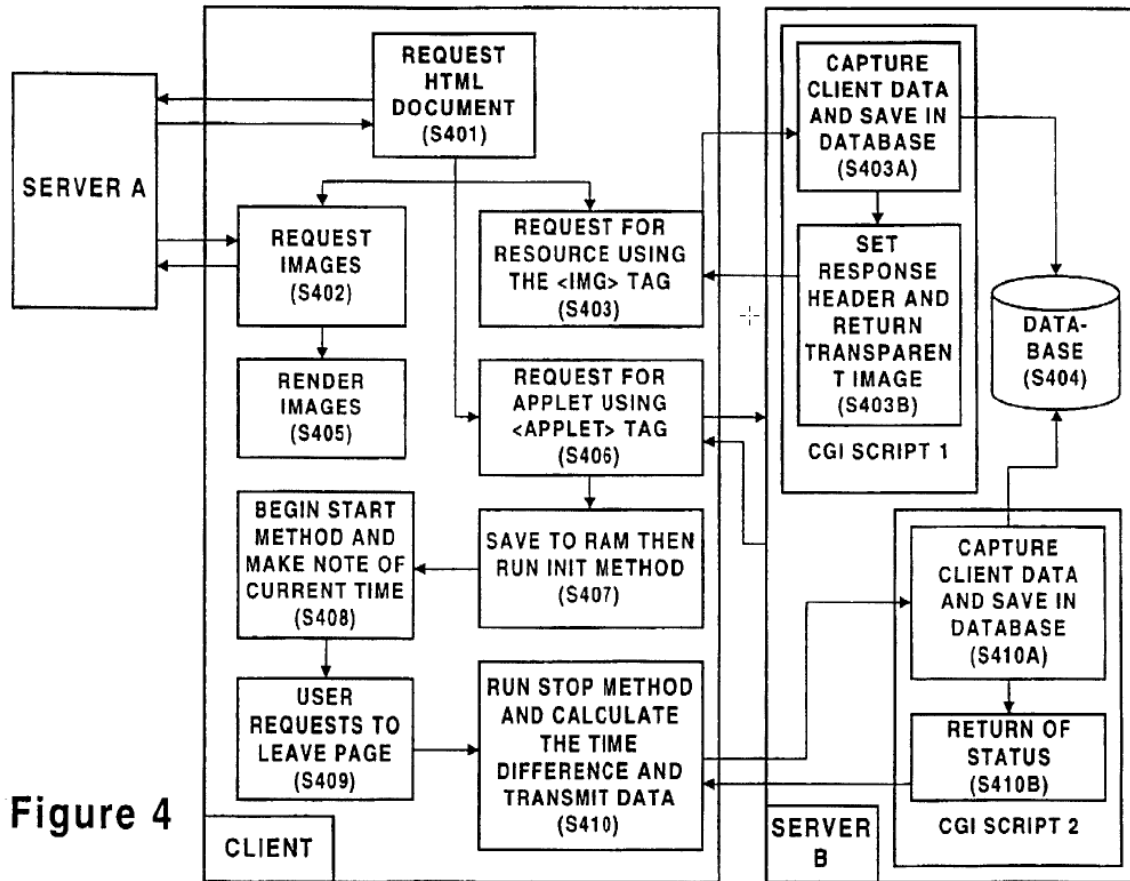 SERVER A
REQUEST
HTML
DOCUMENT
(S401)
REQUEST
IMAGES
(S402)
REQUEST FOR
RESOURCE USING
THE <IMG> TAG
(S403)
RENDER
IMAGES
(S405)
REQUEST FOR
APPLET USING
<APPLET> TAG
(S406)
BEGIN START
METHOD AND
MAKE NOTE OF
CURRENT TIME
(S408)
SAVE TO RAM THEN
RUN INIT METHOD
(S407)
USER
REQUESTS TO
LEAVE PAGE
(S409)
RUN STOP METHOD
AND CALCULATE
THE TIME
DIFFERENCE AND
TRANSMIT DATA
(S410)
CLIENT
CAPTURE
CLIENT DATA
AND SAVE IN
DATABASE
(S403A)
SET
RESPONSE
HEADER AND
RETURN
TRANSPAREN
T IMAGE
(S403B)
CGI SCRIPT 1
DATA-
BASE
(S404)
CAPTURE
CLIENT DATA
AND SAVE IN
DATABASE
(S410A)
RETURN OF
STATUS
(S410B)
CGI SCRIPT 2
SERVER
B
Figure 4